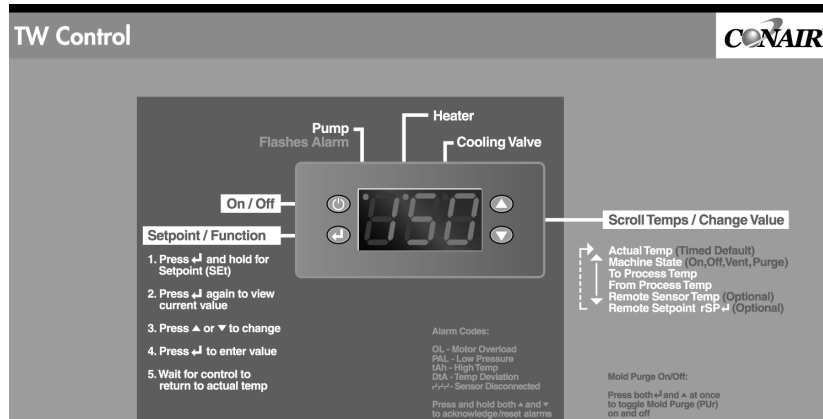 TW Control
CONAIR
Heater
Pump
Flashes Alarm
Cooling Valve
150
On / Off
Setpoint / Function
1. Press ↵ and hold for
Setpoint (SEt)
2. Press ↵ again to view
current value
3. Press ▲ or ▼ to change
4. Press ↵ to enter value
5. Wait for control to
return to actual temp
Scroll Temps / Change Value
Actual Temp (Timed Default)
Machine State (On,Off,Vent,Purge)
To Process Temp
From Process Temp
Remote Sensor Temp (Optional)
Remote Setpoint rSP↵ (Optional)
Alarm Codes:
OL - Motor Overload
PAL - Low Pressure
tAh - High Temp
DtA - Temp Deviation
- Sensor Disconnected
Press and hold both ▲ and ▼
to acknowledge/reset alarms
Mold Purge On/Off:
Press both ↵ and ▲ at once
to toggle Mold Purge (PUr)
on and off